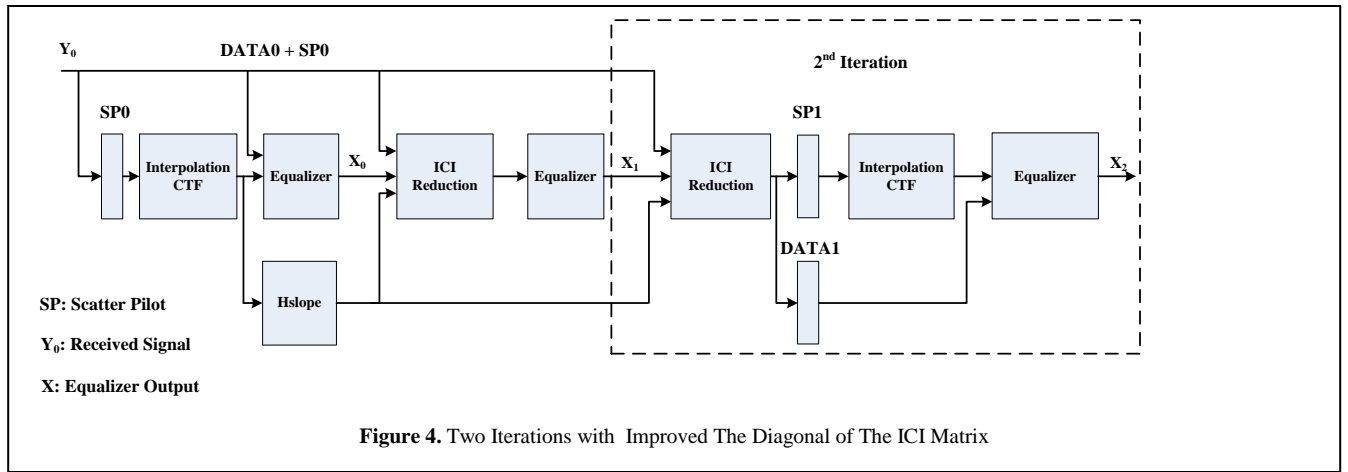 Y₀
DATA0 + SP0
2nd Iteration
SP0
SP1
Interpolation
CTF
Equalizer
X₀
ICI
Reduction
Equalizer
X₁
ICI
Reduction
Interpolation
CTF
Equalizer
X₂
DATA1
Hslope
SP: Scatter Pilot
Y₀: Received Signal
X: Equalizer Output
Figure 4. Two Iterations with Improved The Diagonal of The ICI Matrix